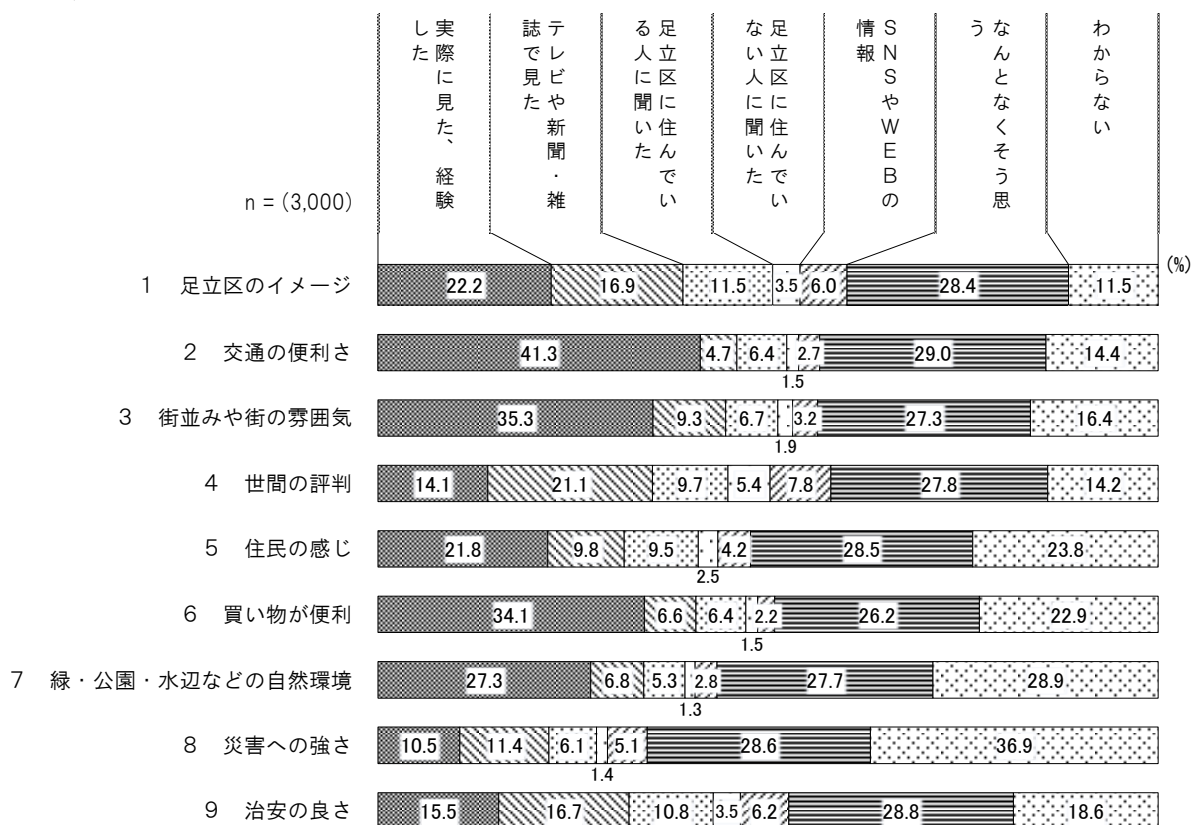 実際に見た、経験
した
テレビや新聞・雑
誌で見た
足立区に住んでい
る人に聞いた
足立区に住んでい
ない人に聞いた
SNSやWEBの
情報
なんとなくそう思
う
わからない
n = (3,000)
(%)
1 足立区のイメージ 22.2 16.9 11.5 3.5 6.0 28.4 11.5
2 交通の便利さ 41.3 4.7 6.4 2.7 29.0 14.4
1.5
3 街並みや街の雰囲気 35.3 9.3 6.7 3.2 27.3 16.4
1.9
4 世間の評判 14.1 21.1 9.7 5.4 7.8 27.8 14.2
5 住民の感じ 21.8 9.8 9.5 4.2 28.5 23.8
2.5
6 買い物が便利 34.1 6.6 6.4 2.2 26.2 22.9
1.5
7 緑・公園・水辺などの自然環境 27.3 6.8 5.3 2.8 27.7 28.9
1.3
8 災害への強さ 10.5 11.4 6.1 5.1 28.6 36.9
1.4
9 治安の良さ 15.5 16.7 10.8 3.5 6.2 28.8 18.6